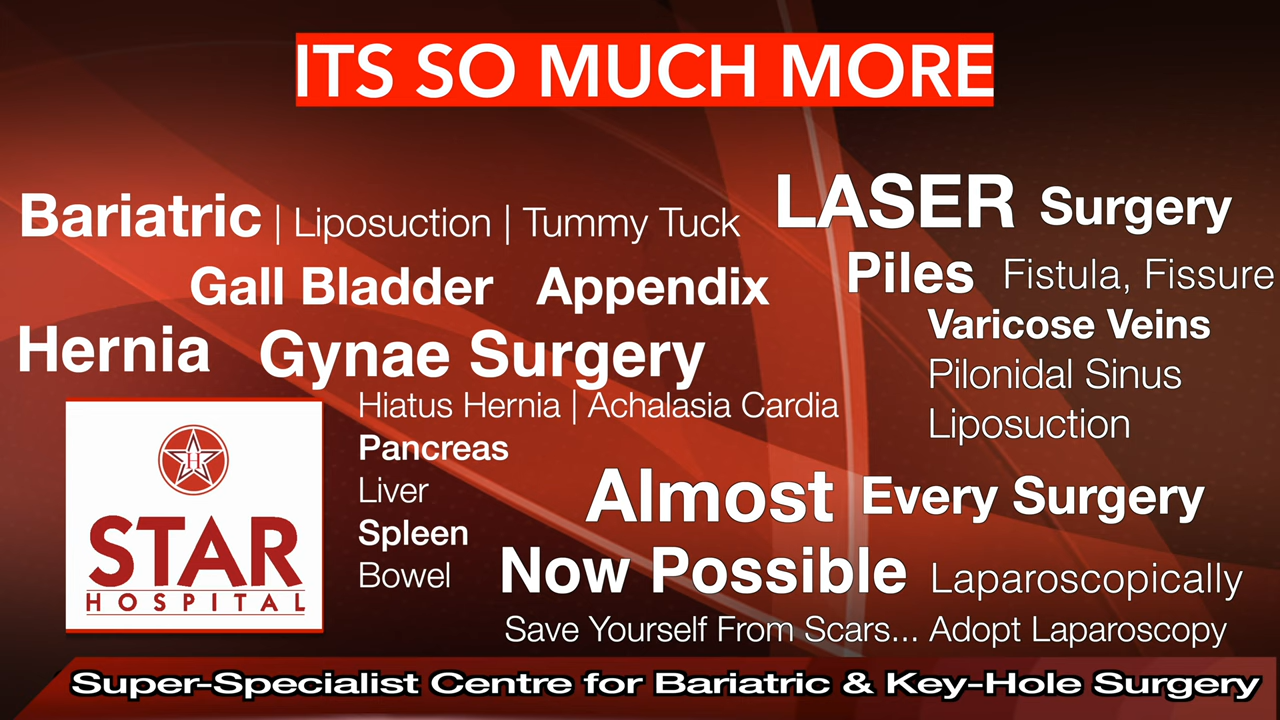 ITS SO MUCH MORE
Bariatric | Liposuction | Tummy Tuck
Gall Bladder Appendix
Hernia Gynae Surgery
Hiatus Hernia | Achalasia Cardia
Pancreas
Liver
Spleen
Bowel
LASER Surgery
Piles Fistula, Fissure
Varicose Veins
Pilonidal Sinus
Liposuction
Almost Every Surgery
Now Possible Laparoscopically
Save Yourself From Scars... Adopt Laparoscopy
H
STAR
HOSPITAL
Super-Specialist Centre for Bariatric & Key-Hole Surgery